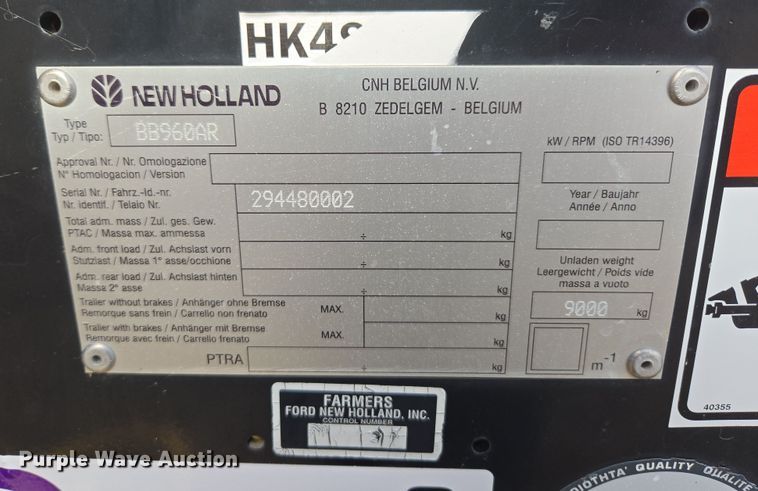 HK48
NEW HOLLAND
CNH BELGIUM N.V.
B 8210 ZEDELGEM - BELGIUM
Type
Typ / Tipo:
BB960AR
kW / RPM (ISO TR14396)
Approval Nr. / Nr. Omologazione
N° Homologacion / Version
Serial Nr. / Fahrz.-Id.-nr.
Nr. identif. / Telaio Nr.
294480002
Year / Baujahr
Année / Anno
Total adm. mass / Zul. ges. Gew.
PTAC / Massa max. ammessa
÷ kg
Adm. front load / Zul. Achslast vorn
Stutzlast / Massa 1° asse/occhione
÷ kg
Unladen weight
Leergewicht / Poids vide
massa a vuoto
9000 kg
Adm. rear load / Zul. Achslast hinten
Massa 2° asse
÷ kg
Trailer without brakes / Anhänger ohne Bremse
Remorque sans frein / Carrello non frenato
MAX. kg
Trailer with brakes / Anhänger mit Bremse
Remorque avec frein / Carrello frenato
MAX. kg
PTRA ÷ kg
m-1
FARMERS
FORD NEW HOLLAND, INC.
CONTROL NUMBER
40355
Purple Wave Auction
QUALITY